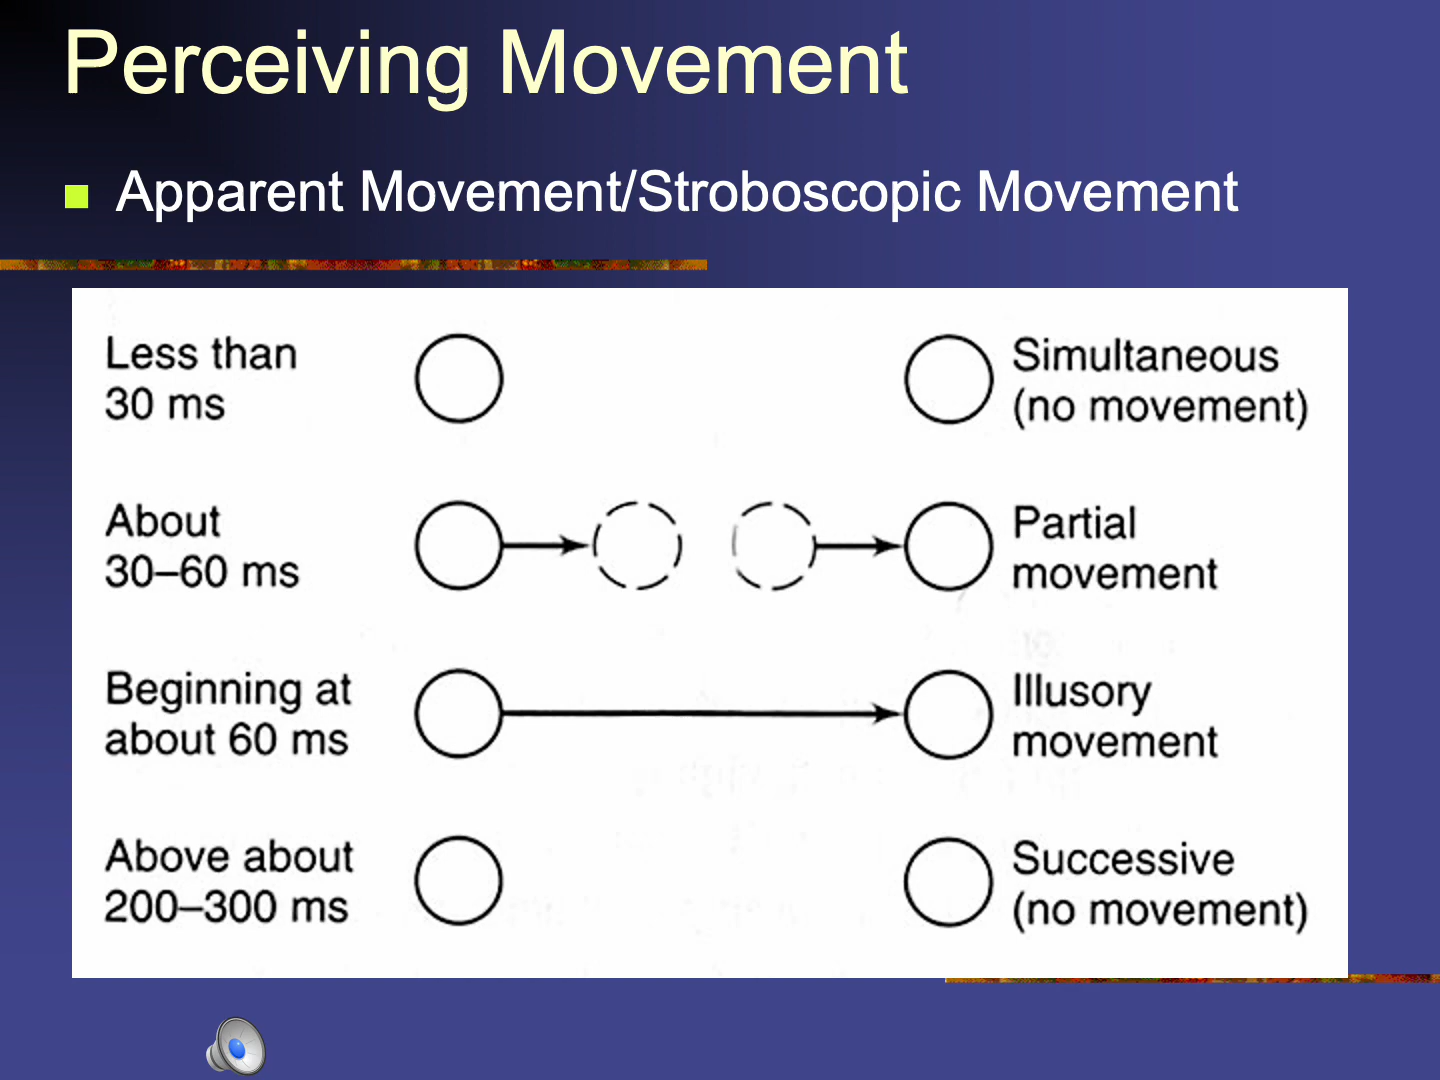 Perceiving Movement
Apparent Movement/Stroboscopic Movement
Less than
30 ms
Simultaneous
(no movement)
About
30–60 ms
Partial
movement
Beginning at
about 60 ms
Illusory
movement
Above about
200–300 ms
Successive
(no movement)